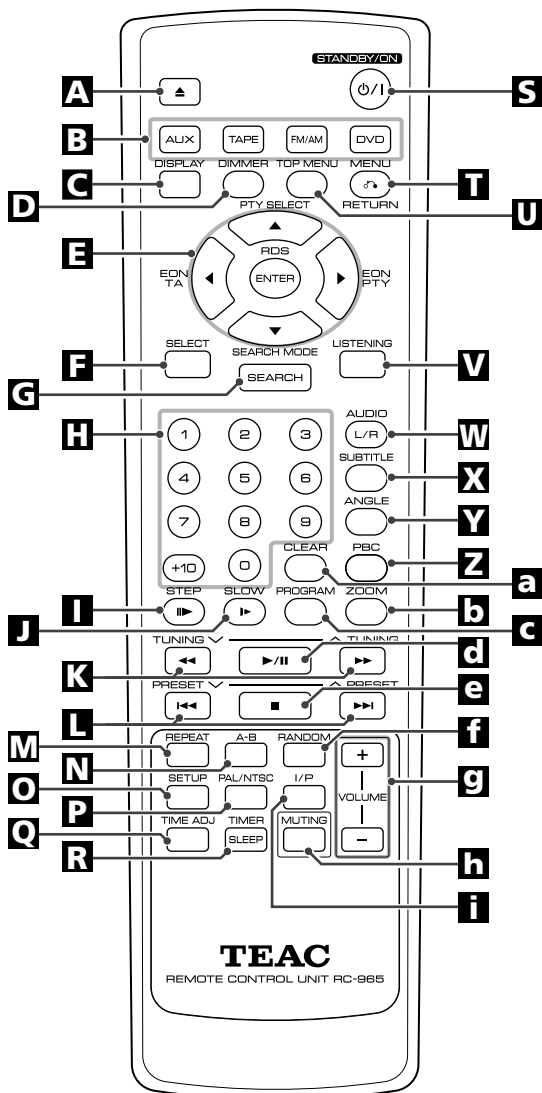 STANDBY/ON
A
S
B
AUX TAPE FM/AM DVD
DISPLAY DIMMER TOP MENU MENU
C
T
D
PTY SELECT
RETURN
U
E
RDS
EON TA
ENTER
EON PTY
SELECT
SEARCH MODE
LISTENING
F
SEARCH
V
G
AUDIO
H
1 2 3
L/R
W
SUBTITLE
4 5 6
X
ANGLE
7 8 9
Y
CLEAR PBC
+10 0
Z
a
STEP SLOW PROGRAM ZOOM
I
b
J
c
TUNING TUNING
d
K
PRESET PRESET
e
L
REPEAT A-B RANDOM
f
M
N
+
SETUP PAL/NTSC I/P
VOLUME
g
O
P
TIME ADJ TIMER MUTING
Q
SLEEP
−
R
h
i
TEAC
REMOTE CONTROL UNIT RC-965